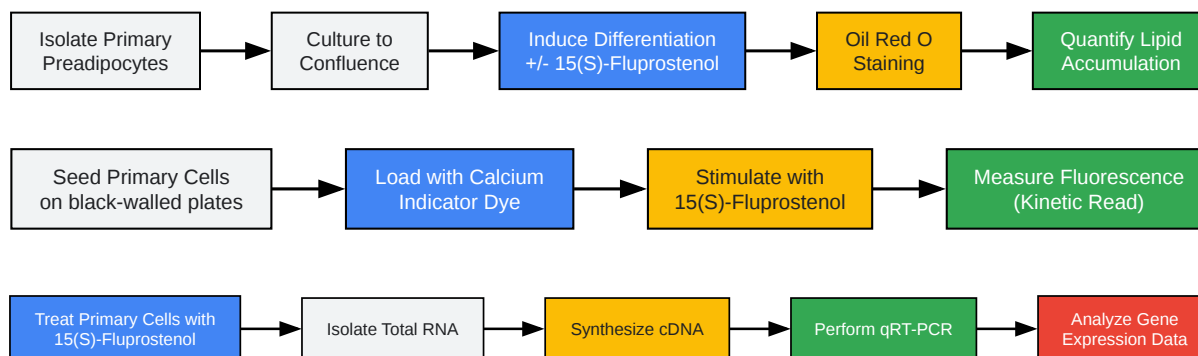 Isolate Primary
Preadipocytes
Culture to
Confluence
Induce Differentiation
+/- 15(S)-Fluprostenol
Oil Red O
Staining
Quantify Lipid
Accumulation
Seed Primary Cells
on black-walled plates
Load with Calcium
Indicator Dye
Stimulate with
15(S)-Fluprostenol
Measure Fluorescence
(Kinetic Read)
Treat Primary Cells with
15(S)-Fluprostenol
Isolate Total RNA
Synthesize cDNA
Perform qRT-PCR
Analyze Gene
Expression Data